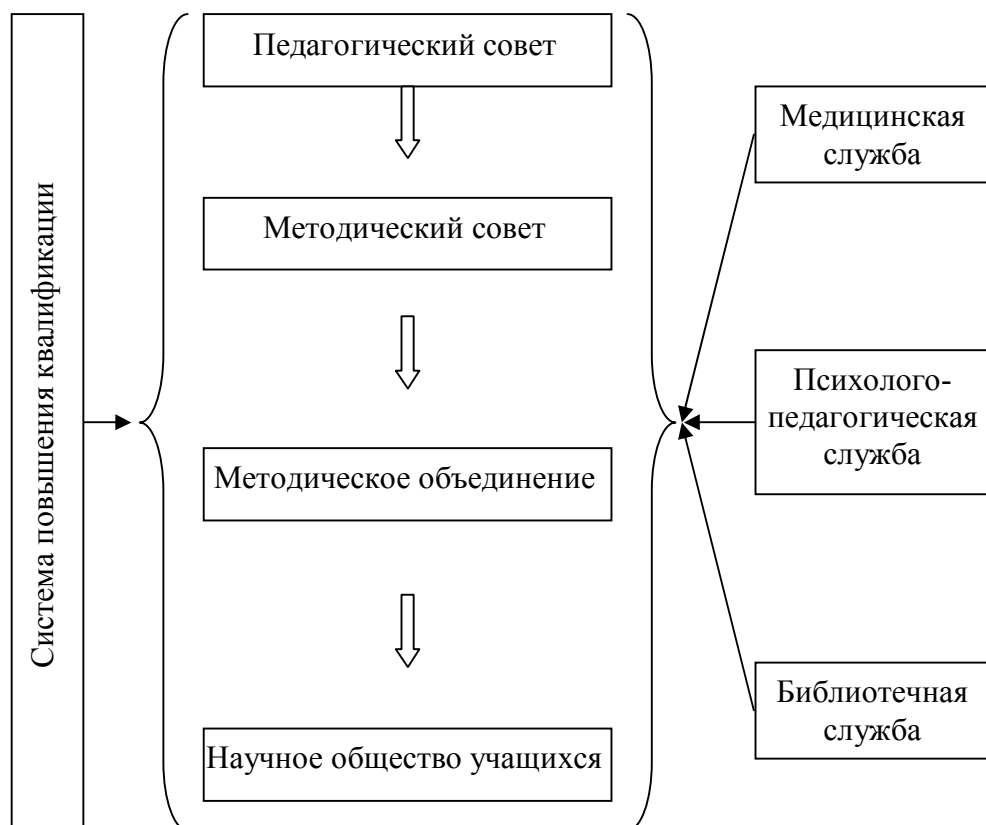 Система повышения квалификации
Педагогический совет
Методический совет
Методическое объединение
Научное общество учащихся
Медицинская
служба
Психолого-
педагогическая
служба
Библиотечная
служба